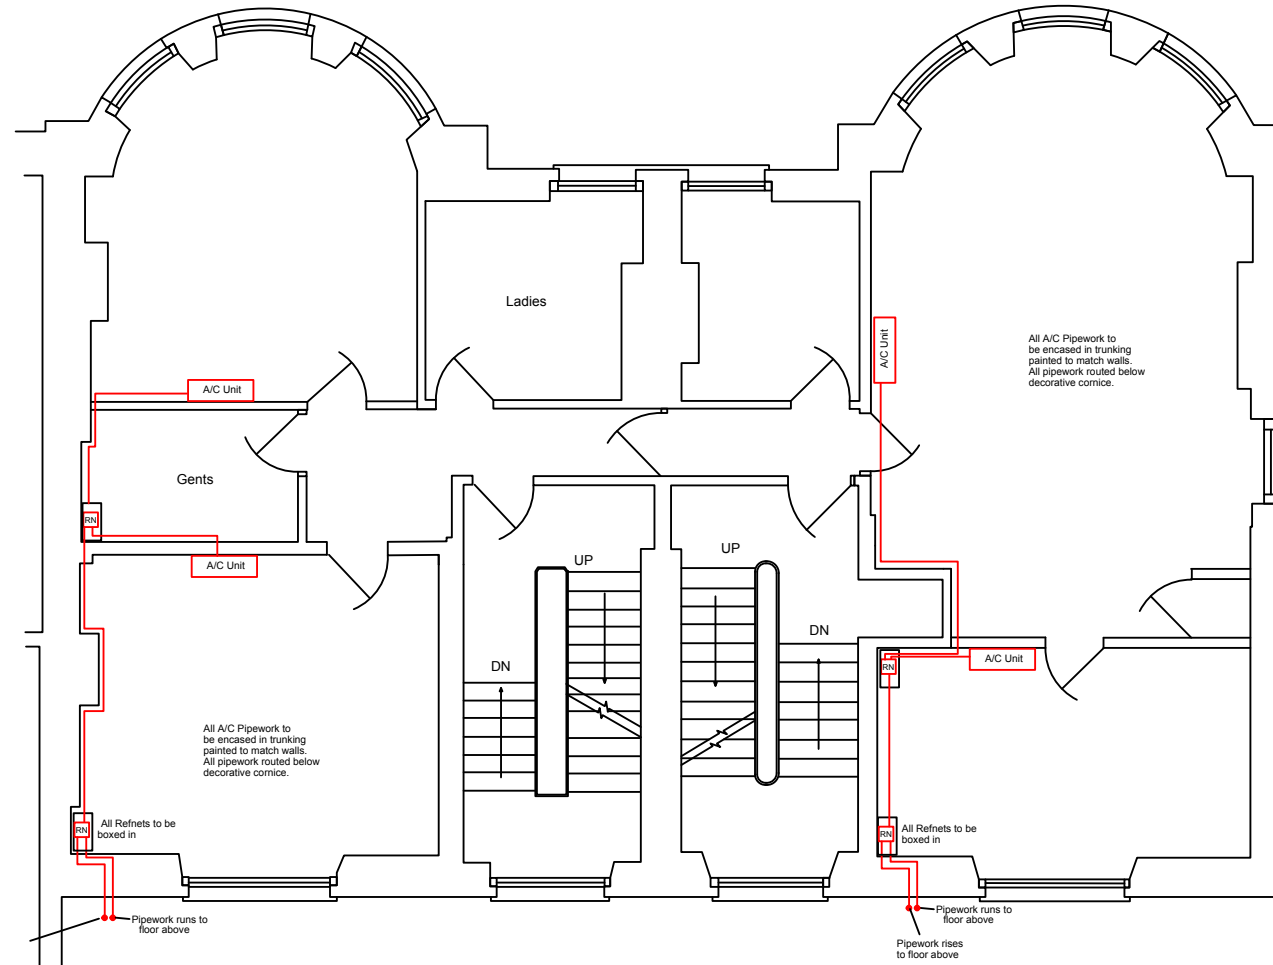 Ladies
A/C Unit
All A/C Pipework to
be encased in trunking
painted to match walls.
All pipework routed below
decorative cornice.
A/C Unit
Gents
RN
A/C Unit
UP
UP
DN
DN
RN
A/C Unit
All A/C Pipework to
be encased in trunking
painted to match walls.
All pipework routed below
decorative cornice.
RN
All Refnets to be
boxed in
RN
All Refnets to be
boxed in
Pipework runs to
floor above
Pipework runs to
floor above
Pipework rises
to floor above